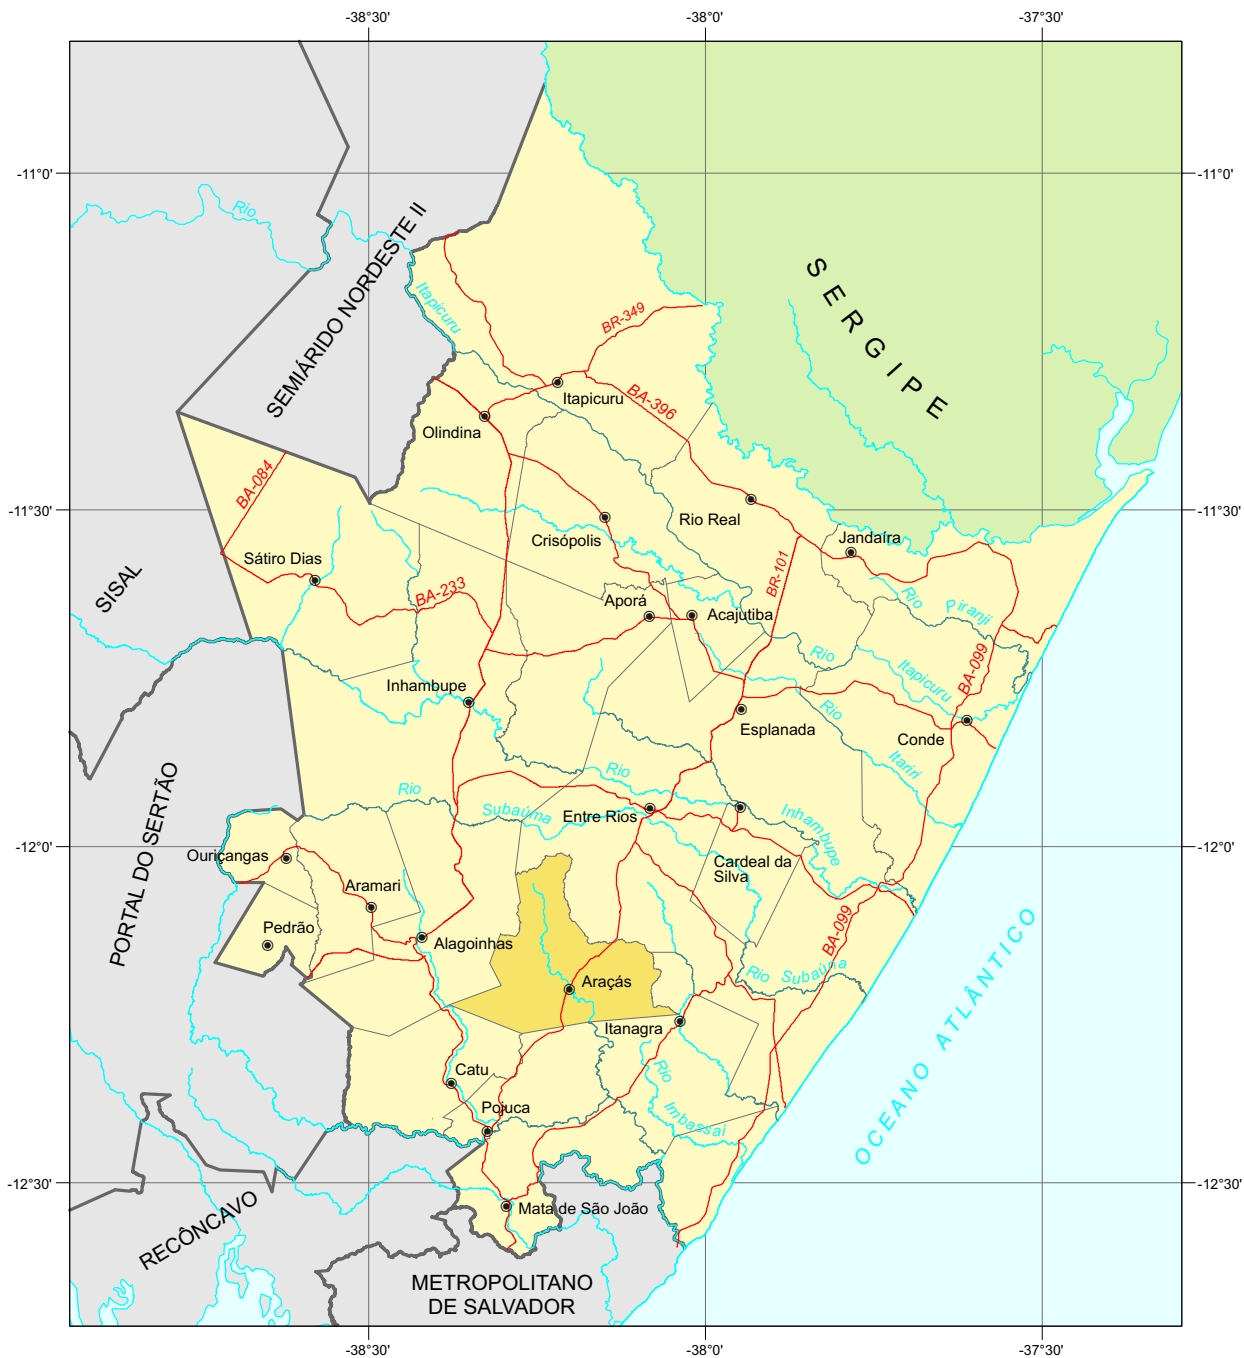 -38°30'
-38°0'
-37°30'
-11°0'
-11°0'
Rio
SEMIÁRIDO NORDESTE II
Itapicuru
BR-349
SERGIPE
Itapicuru
BA-396
Olindina
BA-084
-11°30'
-11°30'
Rio Real
Crisópolis
Jandaíra
Sátiro Dias
BR-101
SISAL
BA-233
Aporá
Acajutiba
Rio
Piranji
Rio
Itapicuru
BA-099
Inhambupe
Rio
Esplanada
Conde
Itariri
PORTAL DO SERTÃO
Rio
Rio
Subaúma
Entre Rios
Inhambupe
-12°0'
-12°0'
Ouriçangas
Cardeal da
Silva
Aramari
Pedrão
Alagoinhas
BA-099
Rio
Subaúna
Araçás
Itanagra
OCEANO ATLÂNTICO
Catu
Rio
Imbassaí
Pojuca
-12°30'
-12°30'
Mata de São João
RECÔNCAVO
METROPOLITANO
DE SALVADOR
-38°30'
-38°0'
-37°30'